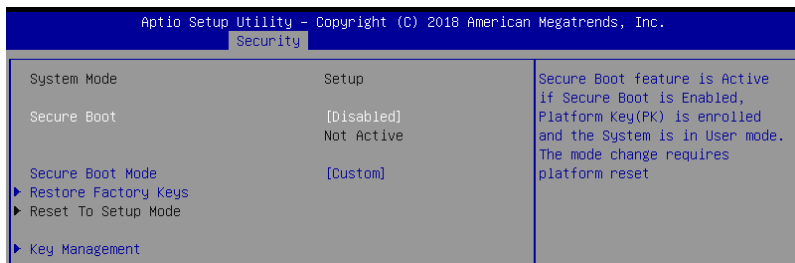 Aptio Setup Utility – Copyright (C) 2018 American Megatrends, Inc.
Security
System Mode Setup
Secure Boot [Disabled]
Not Active
Secure Boot Mode [Custom]
Restore Factory Keys
Reset To Setup Mode
Key Management
Secure Boot feature is Active
if Secure Boot is Enabled,
Platform Key(PK) is enrolled
and the System is in User mode.
The mode change requires
platform reset